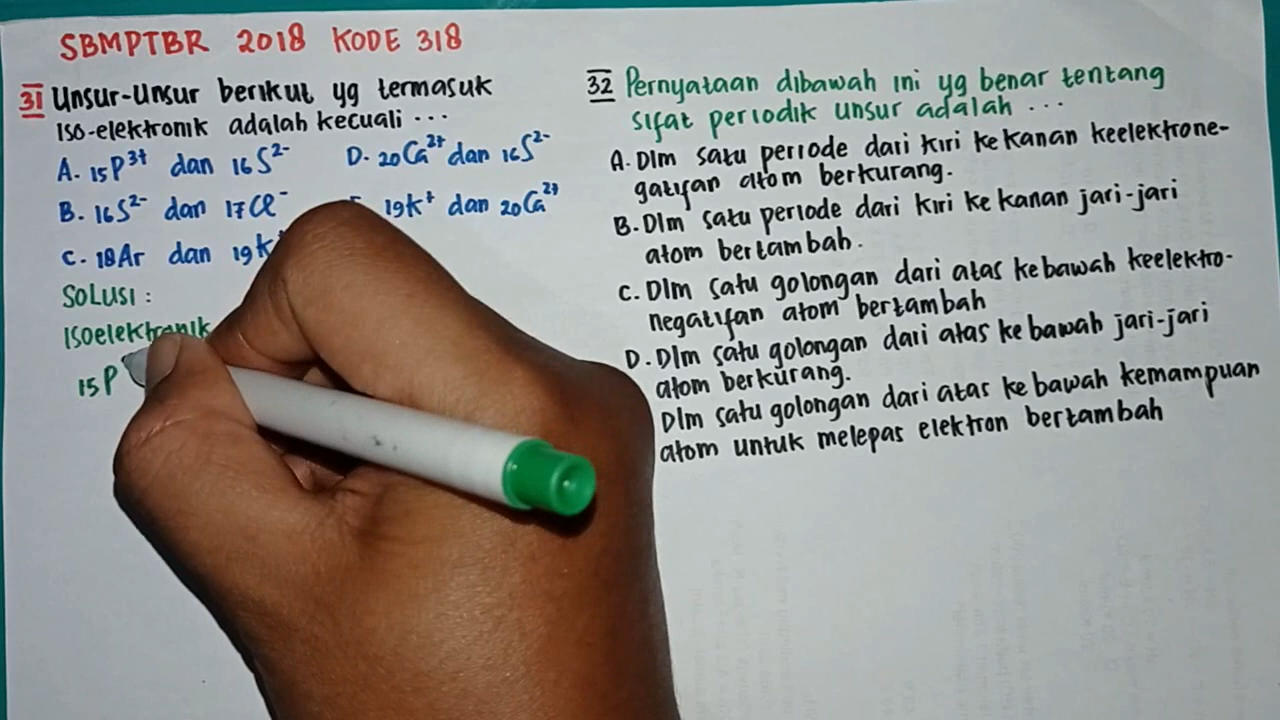 SBMPTBR 2018 KODE 318
31 Unsur-Unsur berikut yg termasuk
Iso-elektronik adalah kecuali ...
A. 15P3+ dan 16S2-
B. 16S2- dan 17Cl-
C. 18Ar dan 19K
D. 20Ca2+ dan 16S2-
19K+ dan 20Ca2+
SOLUSI :
Isoelektronik
15P
32 Pernyataan dibawah ini yg benar tentang
sifat periodik unsur adalah ...
A. Dlm satu periode dari kiri ke kanan keelektrone-
gatifan atom berkurang.
B. Dlm satu periode dari kiri ke kanan jari-jari
atom bertambah.
C. Dlm satu golongan dari atas kebawah keelektro-
negatifan atom bertambah
D. Dlm satu golongan dari atas ke bawah jari-jari
atom berkurang.
Dlm satu golongan dari atas ke bawah kemampuan
atom untuk melepas elektron bertambah